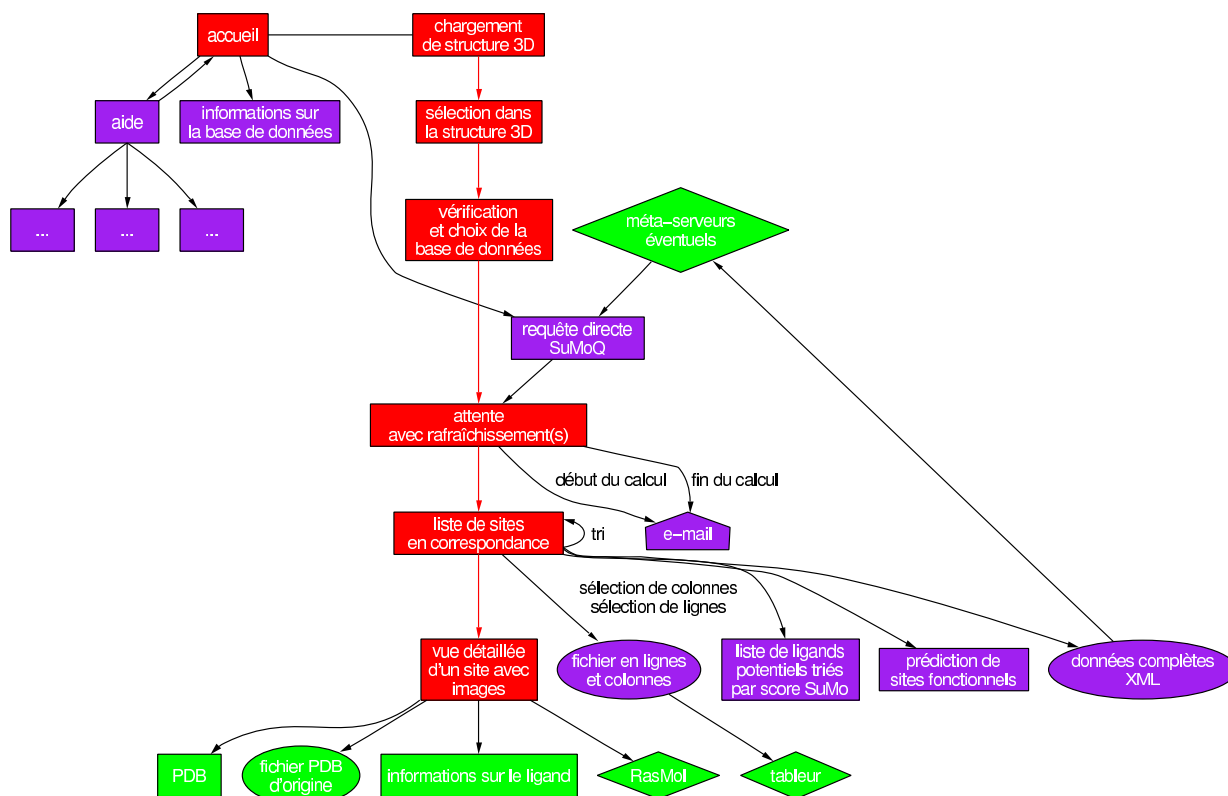 accueil
chargement
de structure 3D
aide
informations sur
la base de données
sélection dans
la structure 3D
...
...
...
vérification
et choix de la
base de données
méta-serveurs
éventuels
requête directe
SuMoQ
attente
avec rafraîchissement(s)
début du calcul
fin du calcul
liste de sites
en correspondance
tri
e-mail
sélection de colonnes
sélection de lignes
vue détaillée
d'un site avec
images
fichier en lignes
et colonnes
liste de ligands
potentiels triés
par score SuMo
prédiction de
sites fonctionnels
données complètes
XML
PDB
fichier PDB
d'origine
informations sur le ligand
RasMol
tableur